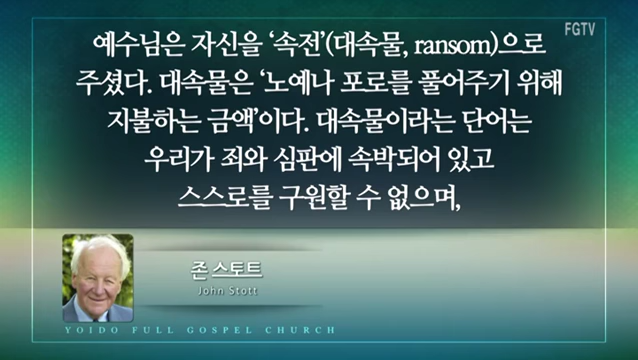 FGTV
예수님은 자신을 ‘속전’(대속물, ransom)으로
주셨다. 대속물은 ‘노예나 포로를 풀어주기 위해
지불하는 금액’이다. 대속물이라는 단어는
우리가 죄와 심판에 속박되어 있고
스스로를 구원할 수 없으며,
존 스토트
John Stott
YOIDO FULL GOSPEL CHURCH